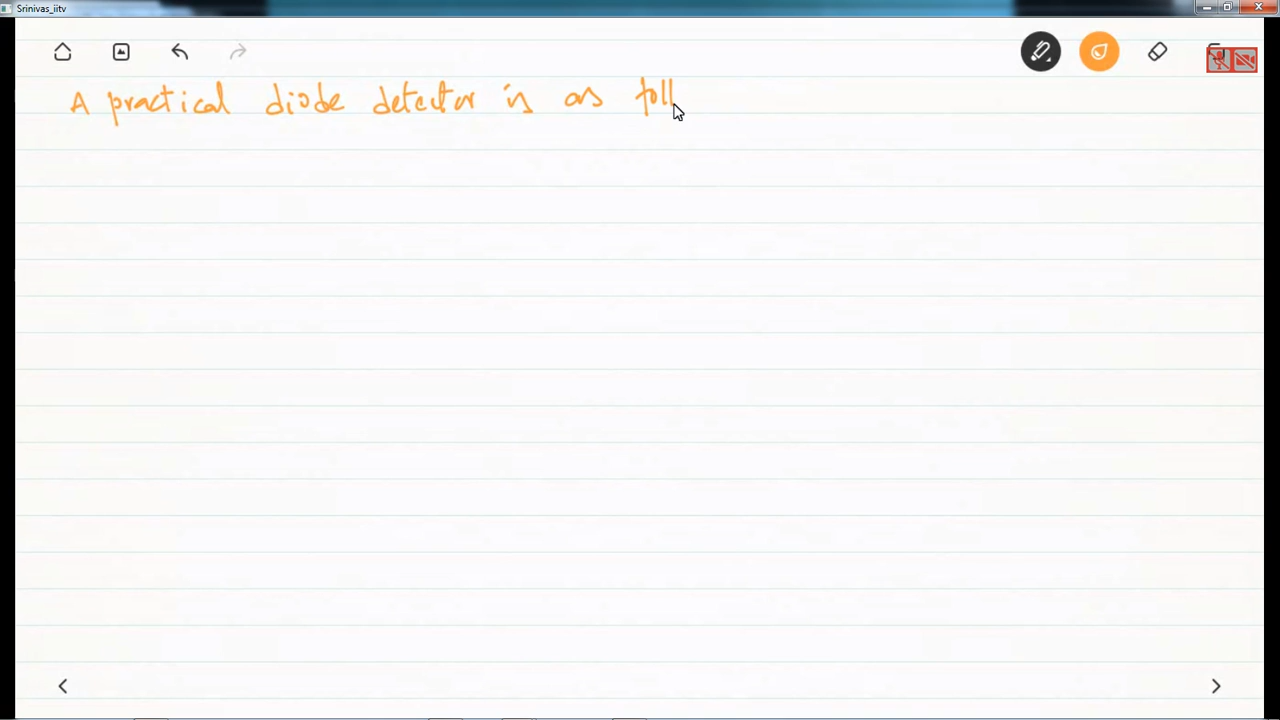 Srinivas_iitv
A practical diode detector is as foll